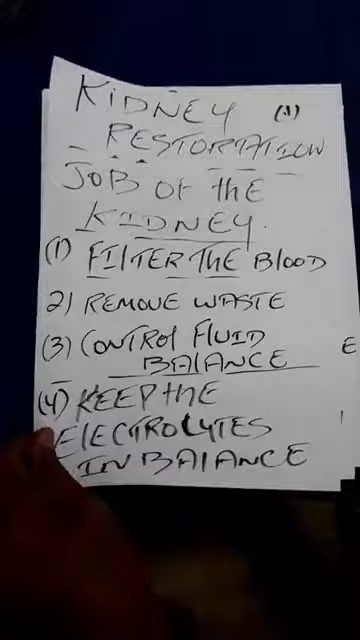 KIDNEY (1)
RESTORATION
JOB OF the
KIDNEY.
(1) FILTER THE BLOOD
2) REMOVE WASTE
(3) CONTROL FLUID
BALANCE
(4) KEEP the
ELECTROLYTES
IN BALANCE
E